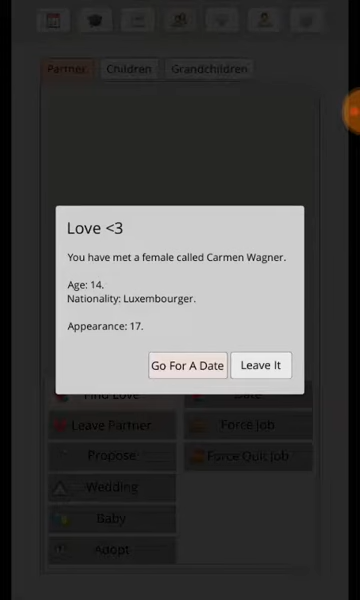 Partner
Children
Grandchildren
Love <3
You have met a female called Carmen Wagner.
Age: 14.
Nationality: Luxembourger.
Appearance: 17.
Go For A Date
Leave It
Find Love
Date
Leave Partner
Force Job
Propose
Force Quit Job
Wedding
Baby
Adopt